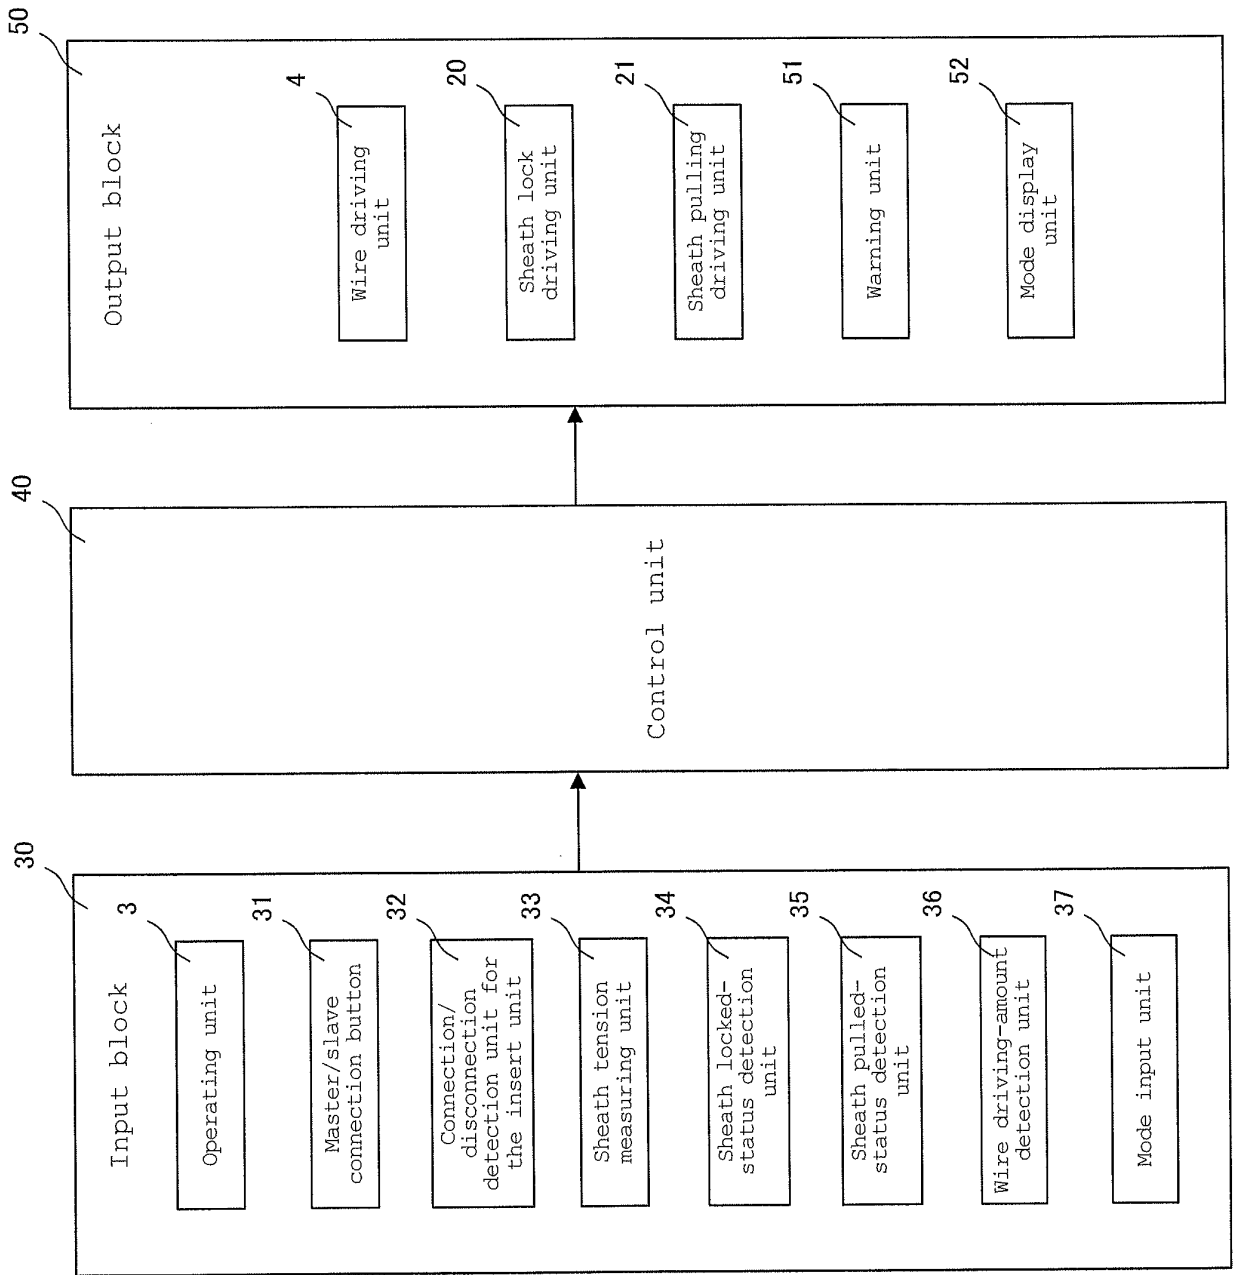 30
Input block
3
Operating unit
31
Master/slave
connection button
32
Connection/
disconnection
detection unit for
the insert unit
33
Sheath tension
measuring unit
34
Sheath locked-
status detection
unit
35
Sheath pulled-
status detection
unit
36
Wire driving-amount
detection unit
37
Mode input unit
40
Control unit
50
Output block
4
Wire driving
unit
20
Sheath lock
driving unit
21
Sheath pulling
driving unit
51
Warning unit
52
Mode display
unit